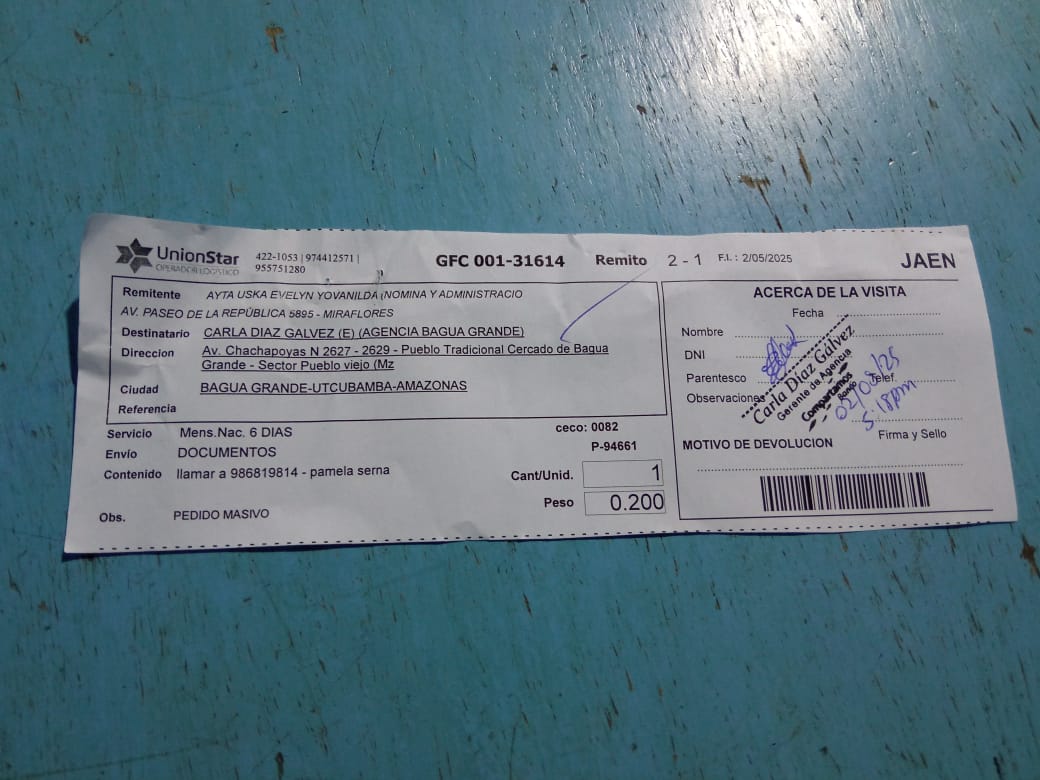 UnionStar
OPERADOR LOGÍSTICO
422-1053 | 974412571 |
955751280
GFC 001-31614
Remito 2 - 1 F.I. : 2/05/2025
JAEN
Remitente AYTA USKA EVELYN YOVANILDA (NOMINA Y ADMINISTRACIO
AV. PASEO DE LA REPÚBLICA 5895 - MIRAFLORES
Destinatario CARLA DIAZ GALVEZ (E) (AGENCIA BAGUA GRANDE)
Direccion Av. Chachapoyas N 2627 - 2629 - Pueblo Tradicional Cercado de Bagua
Grande - Sector Pueblo viejo (Mz
Ciudad BAGUA GRANDE-UTCUBAMBA-AMAZONAS
Referencia
Servicio Mens.Nac. 6 DIAS
Envio DOCUMENTOS
Contenido llamar a 986819814 - pamela serna
Obs. PEDIDO MASIVO
ceco: 0082
P-94661
Cant/Unid. 1
Peso 0.200
ACERCA DE LA VISITA
Fecha
Nombre
DNI
Parentesco
Telef
Observaciones
Carla Díaz Gálvez
Gerente de Agencia
Compartamos
Banco
5:18pm
Firma y Sello
MOTIVO DE DEVOLUCION